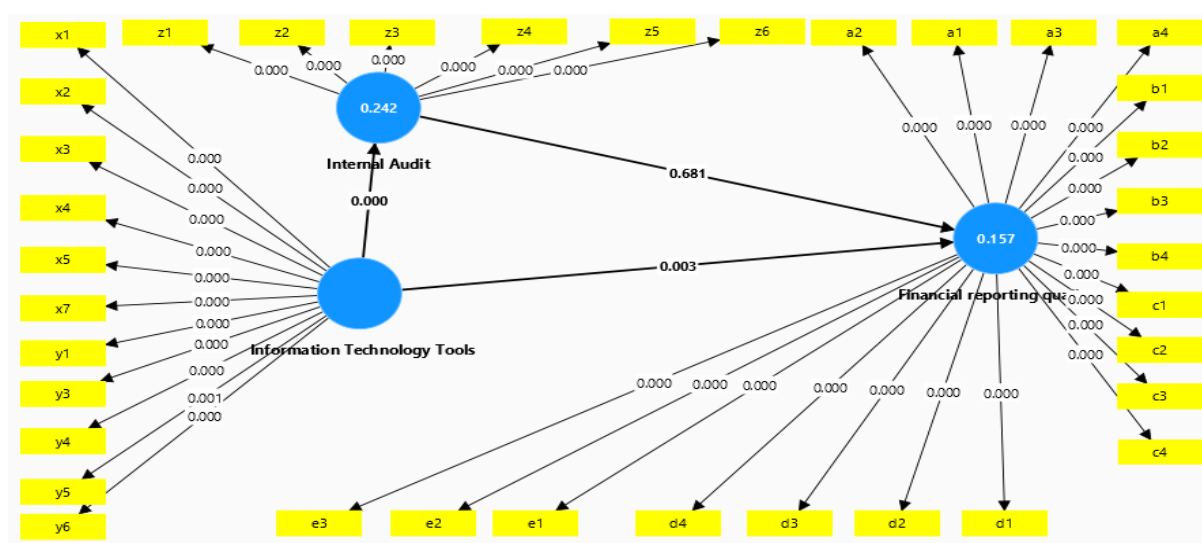 x1
z1
z2
z3
z4
z5
z6
a2
a1
a3
a4
x2
x3
x4
x5
x7
y1
y3
y4
y5
y6
b1
b2
b3
b4
c1
c2
c3
c4
e3
e2
e1
d4
d3
d2
d1
0.000
0.000
0.000
0.000
0.000
0.000
0.242
Internal Audit
0.000
0.681
0.003
0.000
0.000
0.000
0.000
0.000
0.000
0.000
0.000
0.000
0.001
0.000
Information Technology Tools
0.000
0.000
0.000
0.000
0.000
0.000
0.000
0.000
0.000
0.000
0.000
0.000
0.157
Financial reporting qua
0.000
0.000
0.000
0.000
0.000
0.000
0.000